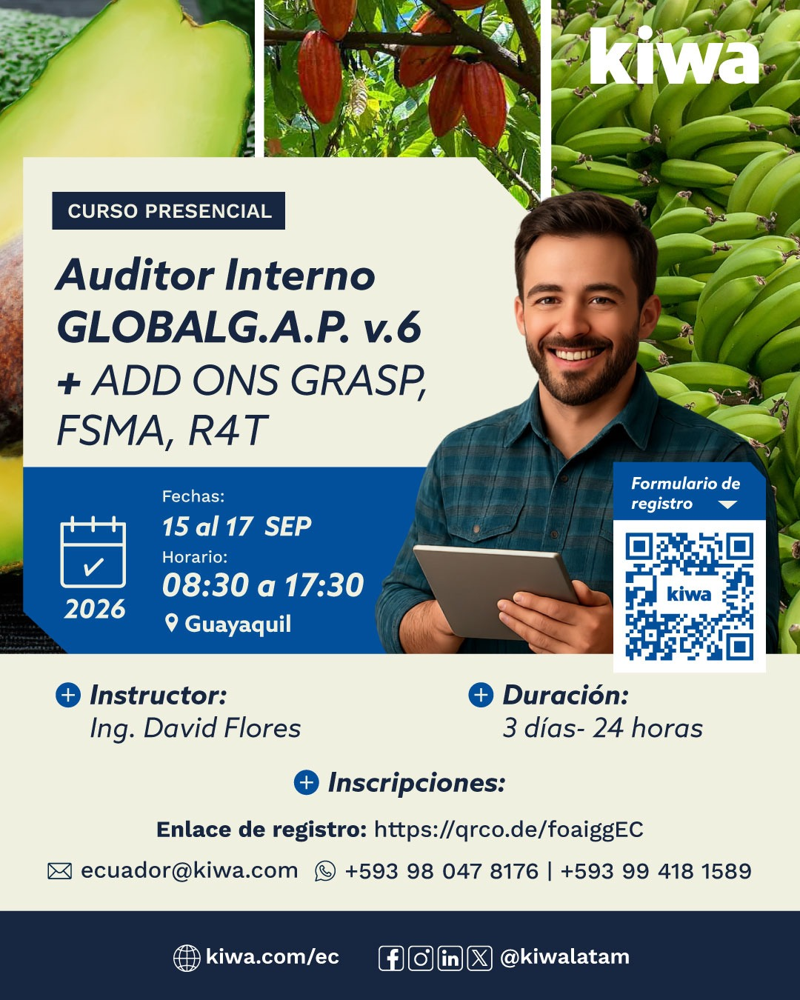 kiwa
CURSO PRESENCIAL
Auditor Interno
GLOBALG.A.P. v.6
+ ADD ONS GRASP,
FSMA, R4T
Fechas:
15 al 17 SEP
Horario:
08:30 a 17:30
2026
Guayaquil
Formulario de
registro
kiwa
Instructor:
Ing. David Flores
Duración:
3 días- 24 horas
Inscripciones:
Enlace de registro: https://qrco.de/foaiggEC
ecuador@kiwa.com +593 98 047 8176 | +593 99 418 1589
kiwa.com/ec @kiwalatam